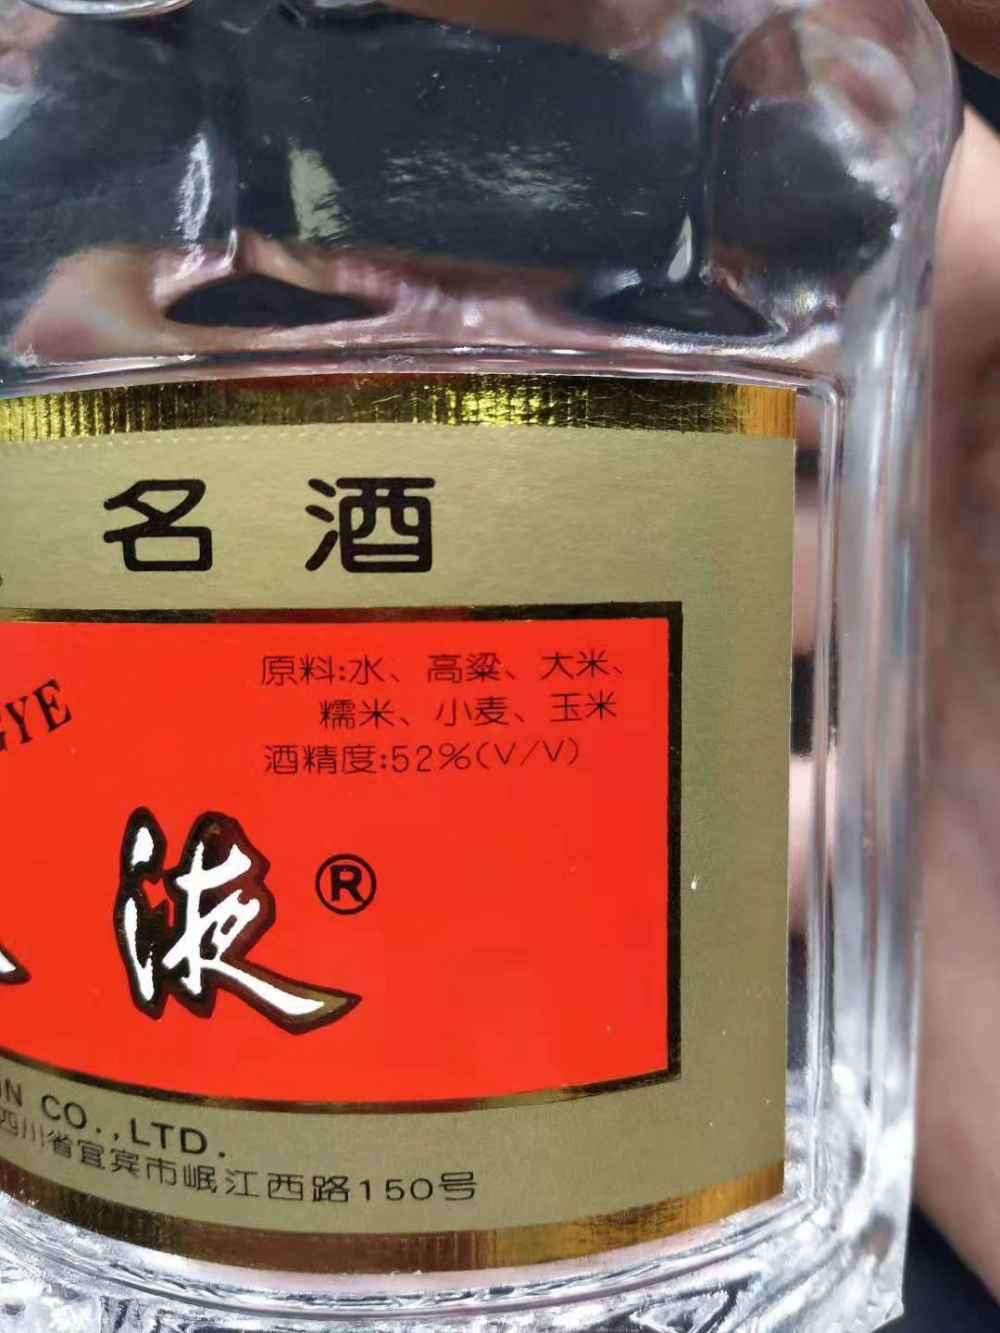 名酒
原料:水、高粱、大米、
糯米、小麦、玉米
酒精度:52%(V/V)
GYE
液®
N CO.,LTD.
四川省宜宾市岷江西路150号